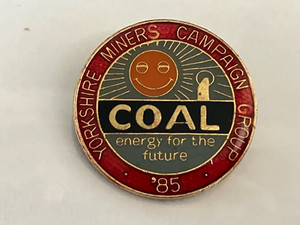 YORKSHIRE MINERS CAMPAIGN GROUP
COAL
energy for the
future
'85